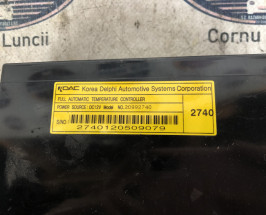 Luncii
Cornu
KDAC Korea Delphi Automotive Systems Corporation
FULL AUTOMATIC TEMPERATURE CONTROLLER
POWER SOURCE: DC12V Model NO. 20992740
2740
S/NO
2740120509079